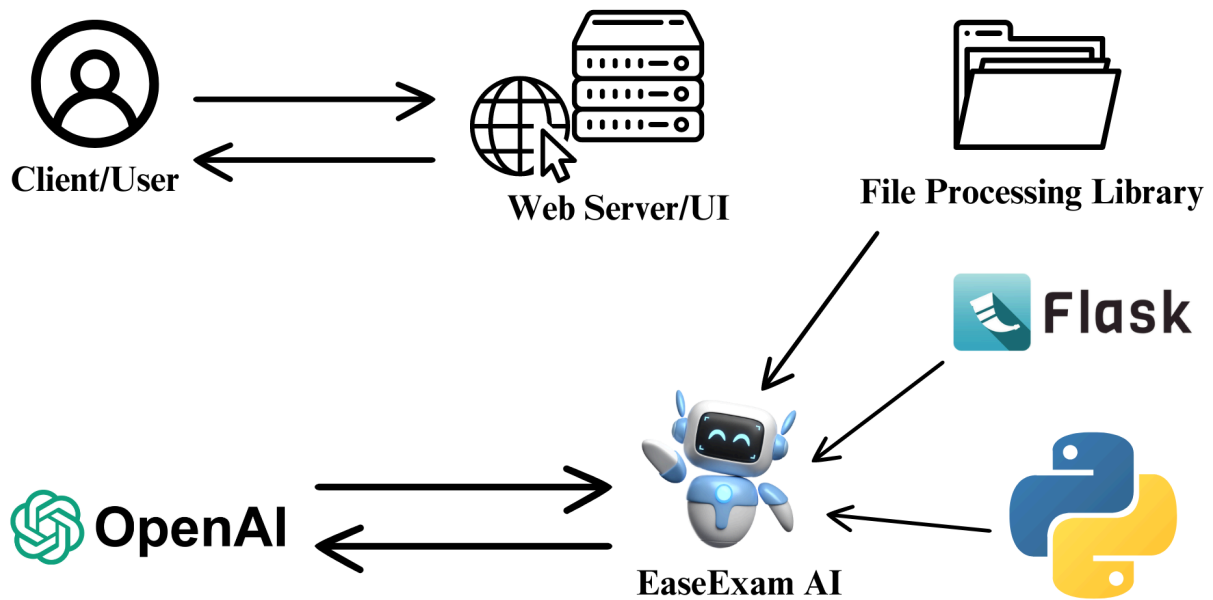 Client/User
Web Server/UI
File Processing Library
Flask
OpenAI
EaseExam AI